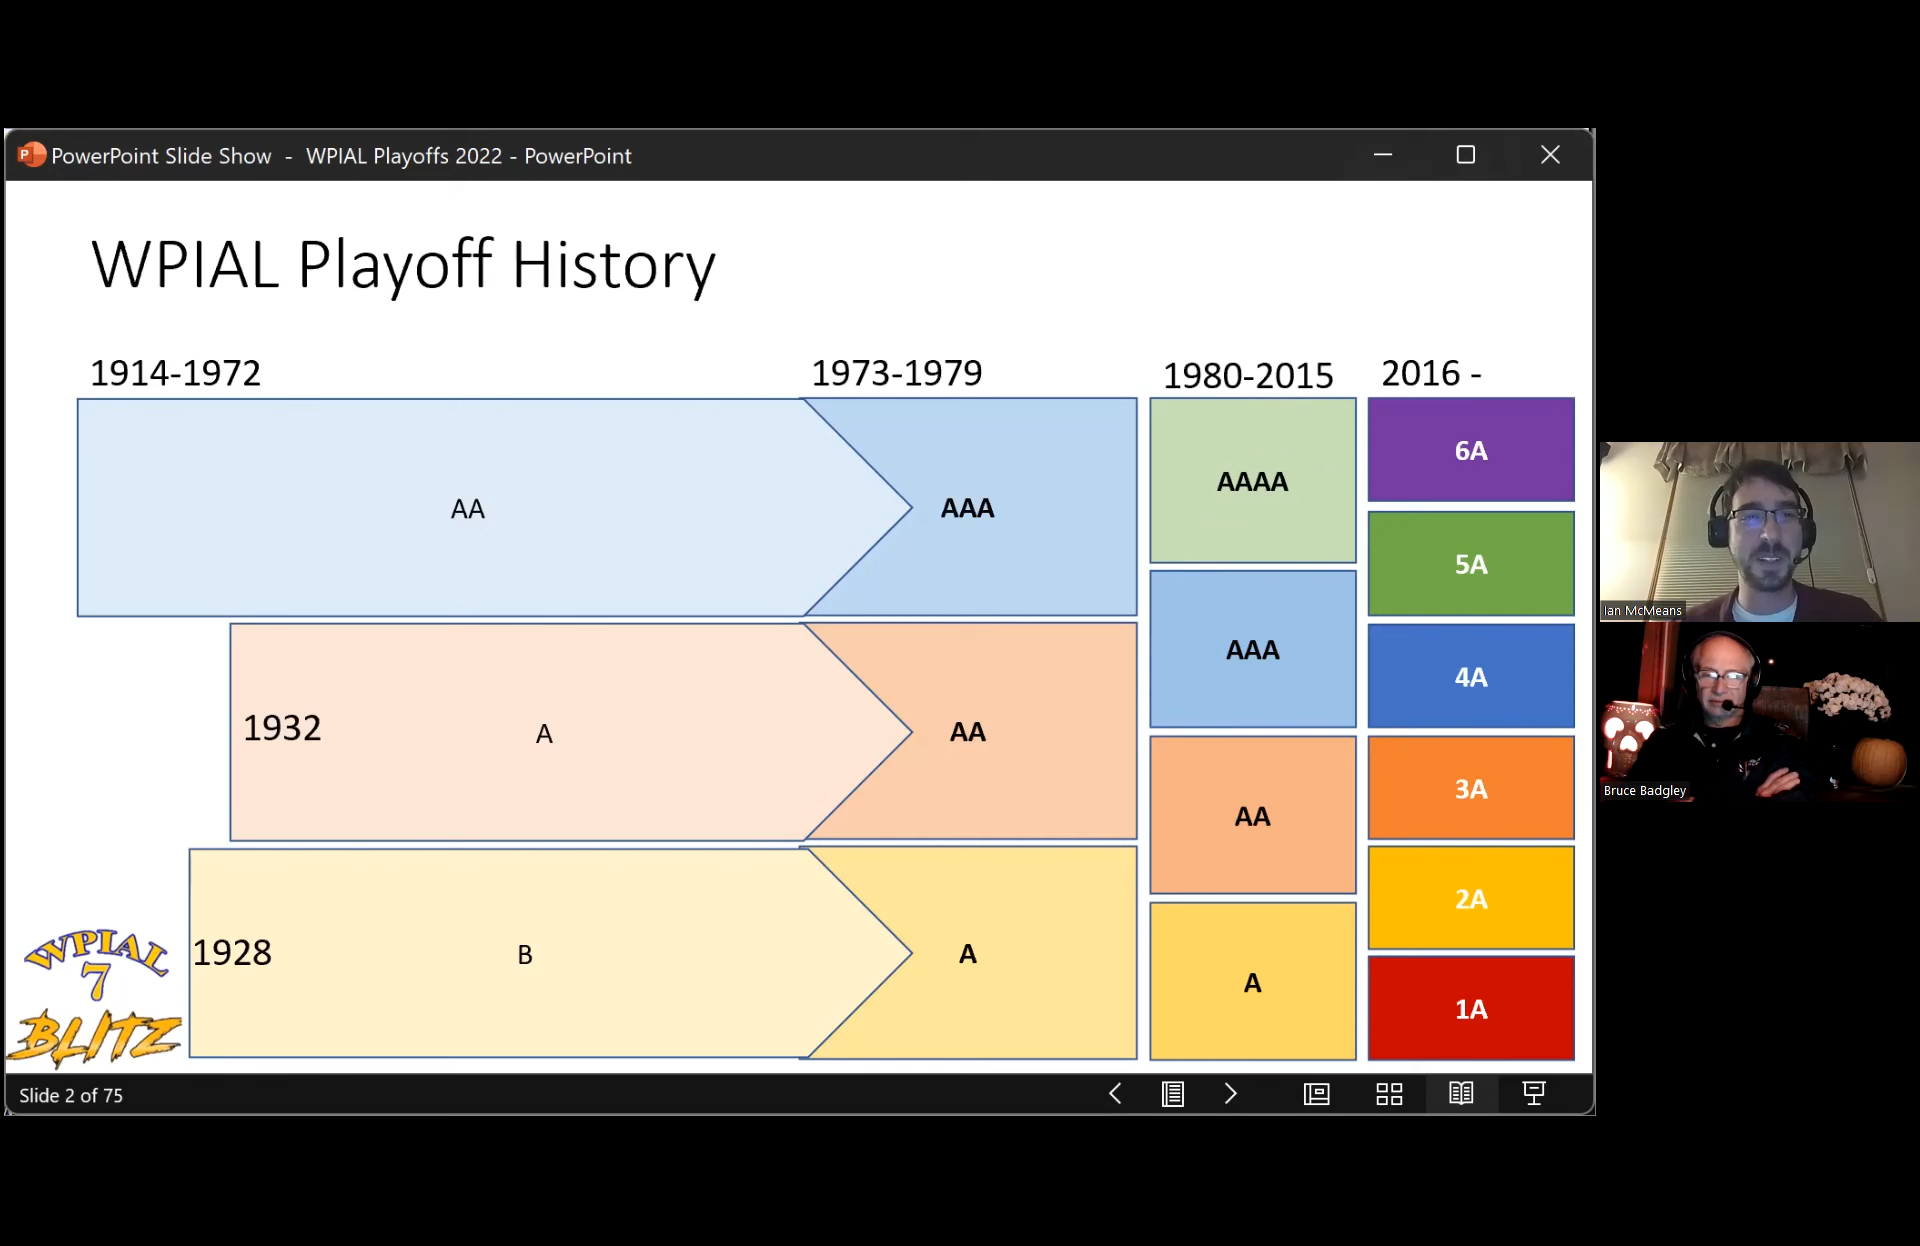 PowerPoint Slide Show - WPIAL Playoffs 2022 - PowerPoint
WPIAL Playoff History
1914-1972
1973-1979
1980-2015
2016 -
AA
AAA
AAAA
6A
5A
AAA
4A
1932
A
AA
AA
3A
2A
1928
B
A
A
1A
WPIAL
7
BLITZ
Slide 2 of 75
Ian McMeans
Bruce Badgley